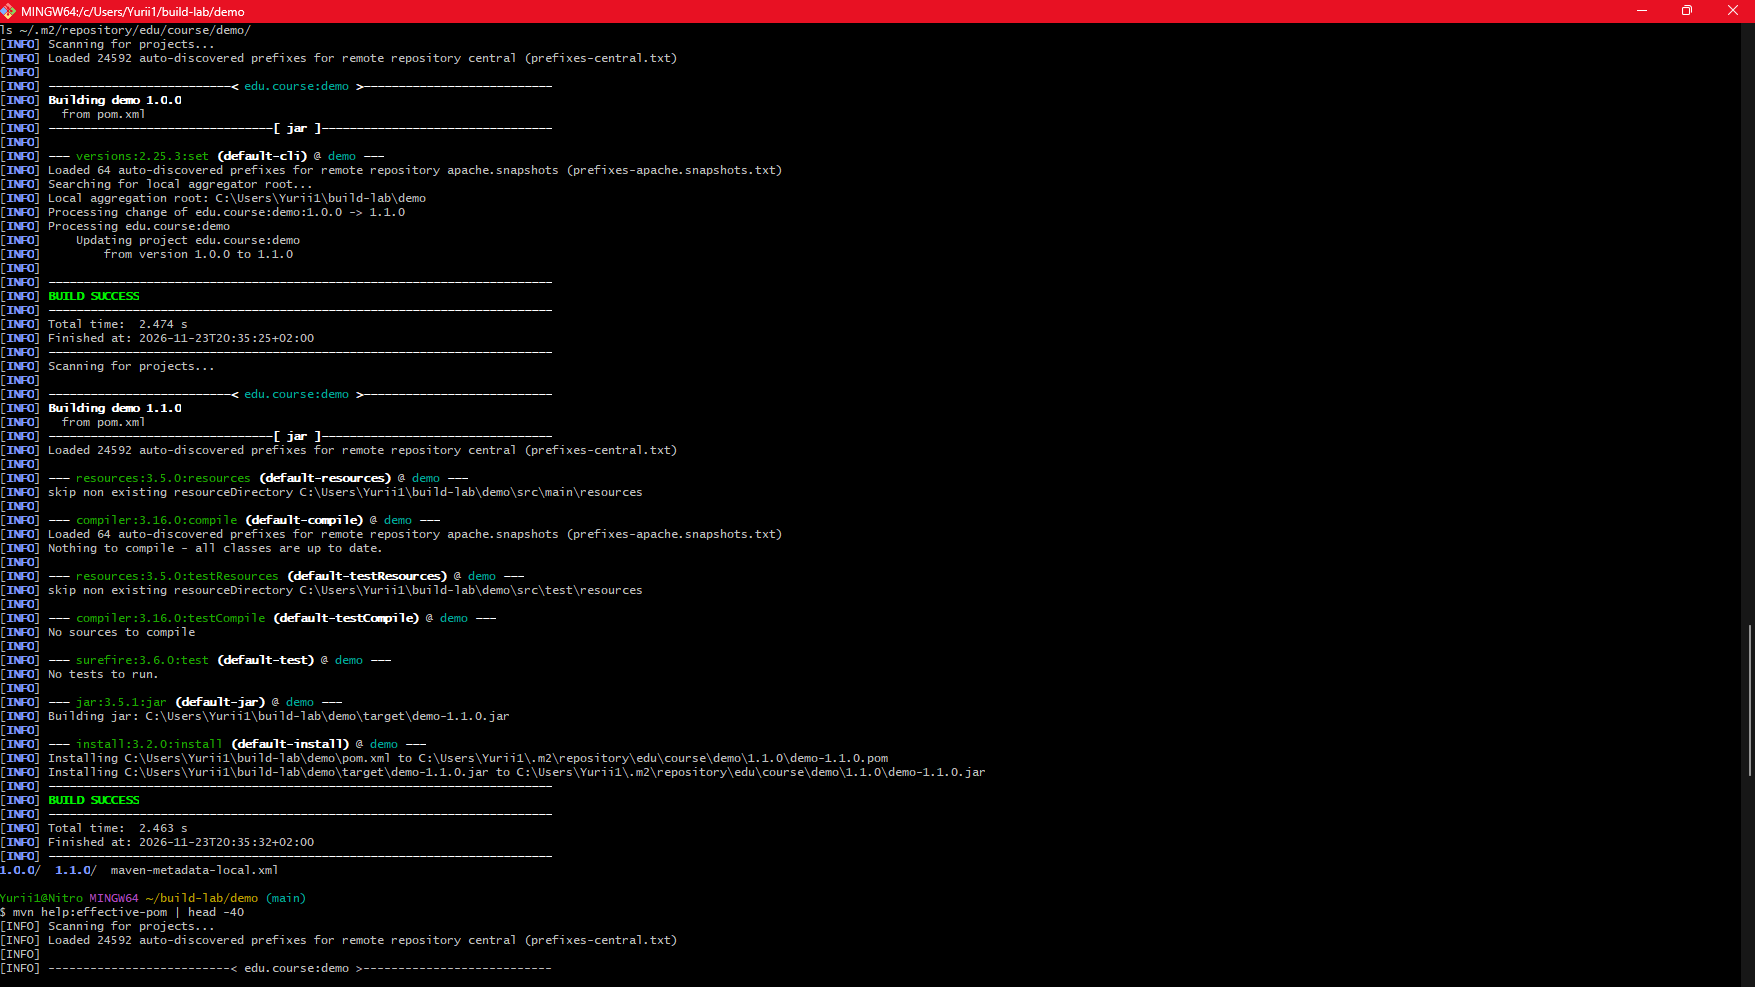 MINGW64:/c/Users/Yurii1/build-lab/demo
ls ~/.m2/repository/edu/course/demo/
[INFO] Scanning for projects...
[INFO] Loaded 24592 auto-discovered prefixes for remote repository central (prefixes-central.txt)
[INFO]
[INFO] --------------------------< edu.course:demo >---------------------------
[INFO] Building demo 1.0.0
[INFO]   from pom.xml
[INFO] --------------------------------[ jar ]---------------------------------
[INFO]
[INFO] --- versions:2.25.3:set (default-cli) @ demo ---
[INFO] Loaded 64 auto-discovered prefixes for remote repository apache.snapshots (prefixes-apache.snapshots.txt)
[INFO] Searching for local aggregator root...
[INFO] Local aggregation root: C:\Users\Yurii1\build-lab\demo
[INFO] Processing change of edu.course:demo:1.0.0 -> 1.1.0
[INFO] Processing edu.course:demo
[INFO]     Updating project edu.course:demo
[INFO]         from version 1.0.0 to 1.1.0
[INFO]
[INFO] ------------------------------------------------------------------------
[INFO] BUILD SUCCESS
[INFO] ------------------------------------------------------------------------
[INFO] Total time:  2.474 s
[INFO] Finished at: 2026-11-23T20:35:25+02:00
[INFO] ------------------------------------------------------------------------
[INFO] Scanning for projects...
[INFO]
[INFO] --------------------------< edu.course:demo >---------------------------
[INFO] Building demo 1.1.0
[INFO]   from pom.xml
[INFO] --------------------------------[ jar ]---------------------------------
[INFO] Loaded 24592 auto-discovered prefixes for remote repository central (prefixes-central.txt)
[INFO]
[INFO] --- resources:3.5.0:resources (default-resources) @ demo ---
[INFO] skip non existing resourceDirectory C:\Users\Yurii1\build-lab\demo\src\main\resources
[INFO]
[INFO] --- compiler:3.16.0:compile (default-compile) @ demo ---
[INFO] Loaded 64 auto-discovered prefixes for remote repository apache.snapshots (prefixes-apache.snapshots.txt)
[INFO] Nothing to compile - all classes are up to date.
[INFO]
[INFO] --- resources:3.5.0:testResources (default-testResources) @ demo ---
[INFO] skip non existing resourceDirectory C:\Users\Yurii1\build-lab\demo\src\test\resources
[INFO]
[INFO] --- compiler:3.16.0:testCompile (default-testCompile) @ demo ---
[INFO] No sources to compile
[INFO]
[INFO] --- surefire:3.6.0:test (default-test) @ demo ---
[INFO] No tests to run.
[INFO]
[INFO] --- jar:3.5.1:jar (default-jar) @ demo ---
[INFO] Building jar: C:\Users\Yurii1\build-lab\demo\target\demo-1.1.0.jar
[INFO]
[INFO] --- install:3.2.0:install (default-install) @ demo ---
[INFO] Installing C:\Users\Yurii1\build-lab\demo\pom.xml to C:\Users\Yurii1\.m2\repository\edu\course\demo\1.1.0\demo-1.1.0.pom
[INFO] Installing C:\Users\Yurii1\build-lab\demo\target\demo-1.1.0.jar to C:\Users\Yurii1\.m2\repository\edu\course\demo\1.1.0\demo-1.1.0.jar
[INFO] ------------------------------------------------------------------------
[INFO] BUILD SUCCESS
[INFO] ------------------------------------------------------------------------
[INFO] Total time:  2.463 s
[INFO] Finished at: 2026-11-23T20:35:32+02:00
[INFO] ------------------------------------------------------------------------
1.0.0/  1.1.0/  maven-metadata-local.xml
Yurii1@Nitro MINGW64 ~/build-lab/demo (main)
$ mvn help:effective-pom | head -40
[INFO] Scanning for projects...
[INFO] Loaded 24592 auto-discovered prefixes for remote repository central (prefixes-central.txt)
[INFO]
[INFO] --------------------------< edu.course:demo >---------------------------